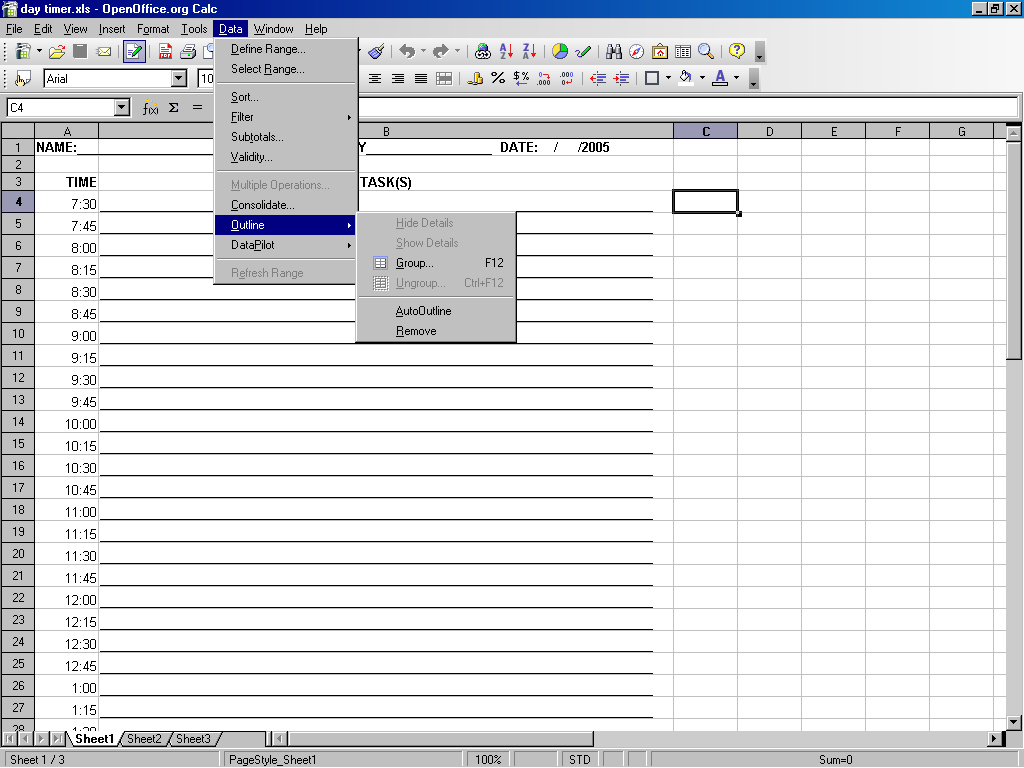 day timer.xls - OpenOffice.org Calc
File Edit View Insert Format Tools Data Window Help
Arial 10
C4 f(x) Σ =
Define Range...
Select Range...
Sort...
Filter
Subtotals...
Validity...
Multiple Operations...
Consolidate...
Outline
DataPilot
Refresh Range
Hide Details
Show Details
Group... F12
Ungroup... Ctrl+F12
AutoOutline
Remove
A B C D E F G
1 NAME: Y DATE: / /2005
2
3 TIME TASK(S)
4 7:30
5 7:45
6 8:00
7 8:15
8 8:30
9 8:45
10 9:00
11 9:15
12 9:30
13 9:45
14 10:00
15 10:15
16 10:30
17 10:45
18 11:00
19 11:15
20 11:30
21 11:45
22 12:00
23 12:15
24 12:30
25 12:45
26 1:00
27 1:15
28 1:30
Sheet1 Sheet2 Sheet3
Sheet 1 / 3 PageStyle_Sheet1 100% STD Sum=0